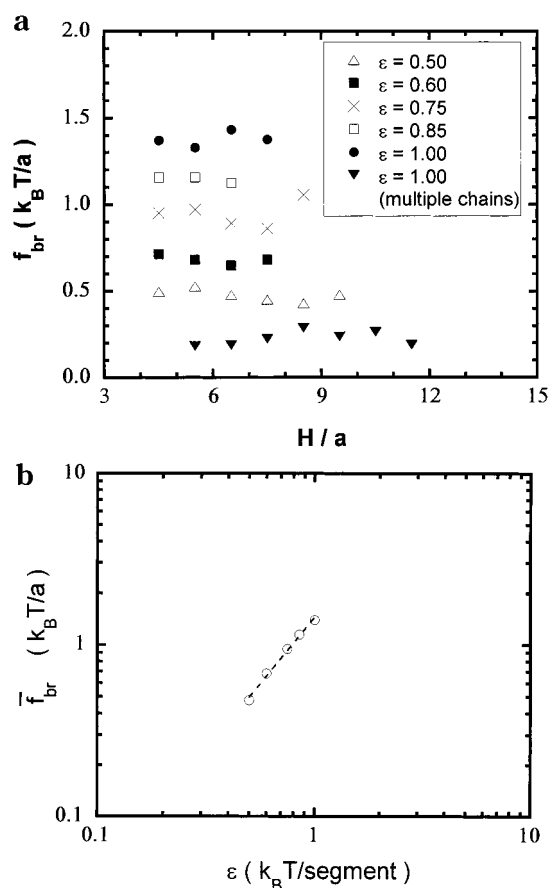 a
2.0
1.5
1.0
0.5
0.0
f_br ( k_BT/a )
ε = 0.50
ε = 0.60
ε = 0.75
ε = 0.85
ε = 1.00
ε = 1.00
(multiple chains)
3 6 9 12 15
H / a
b
10
1
0.1
f̄_br ( k_BT/a )
0.1 1 10
ε ( k_BT/segment )